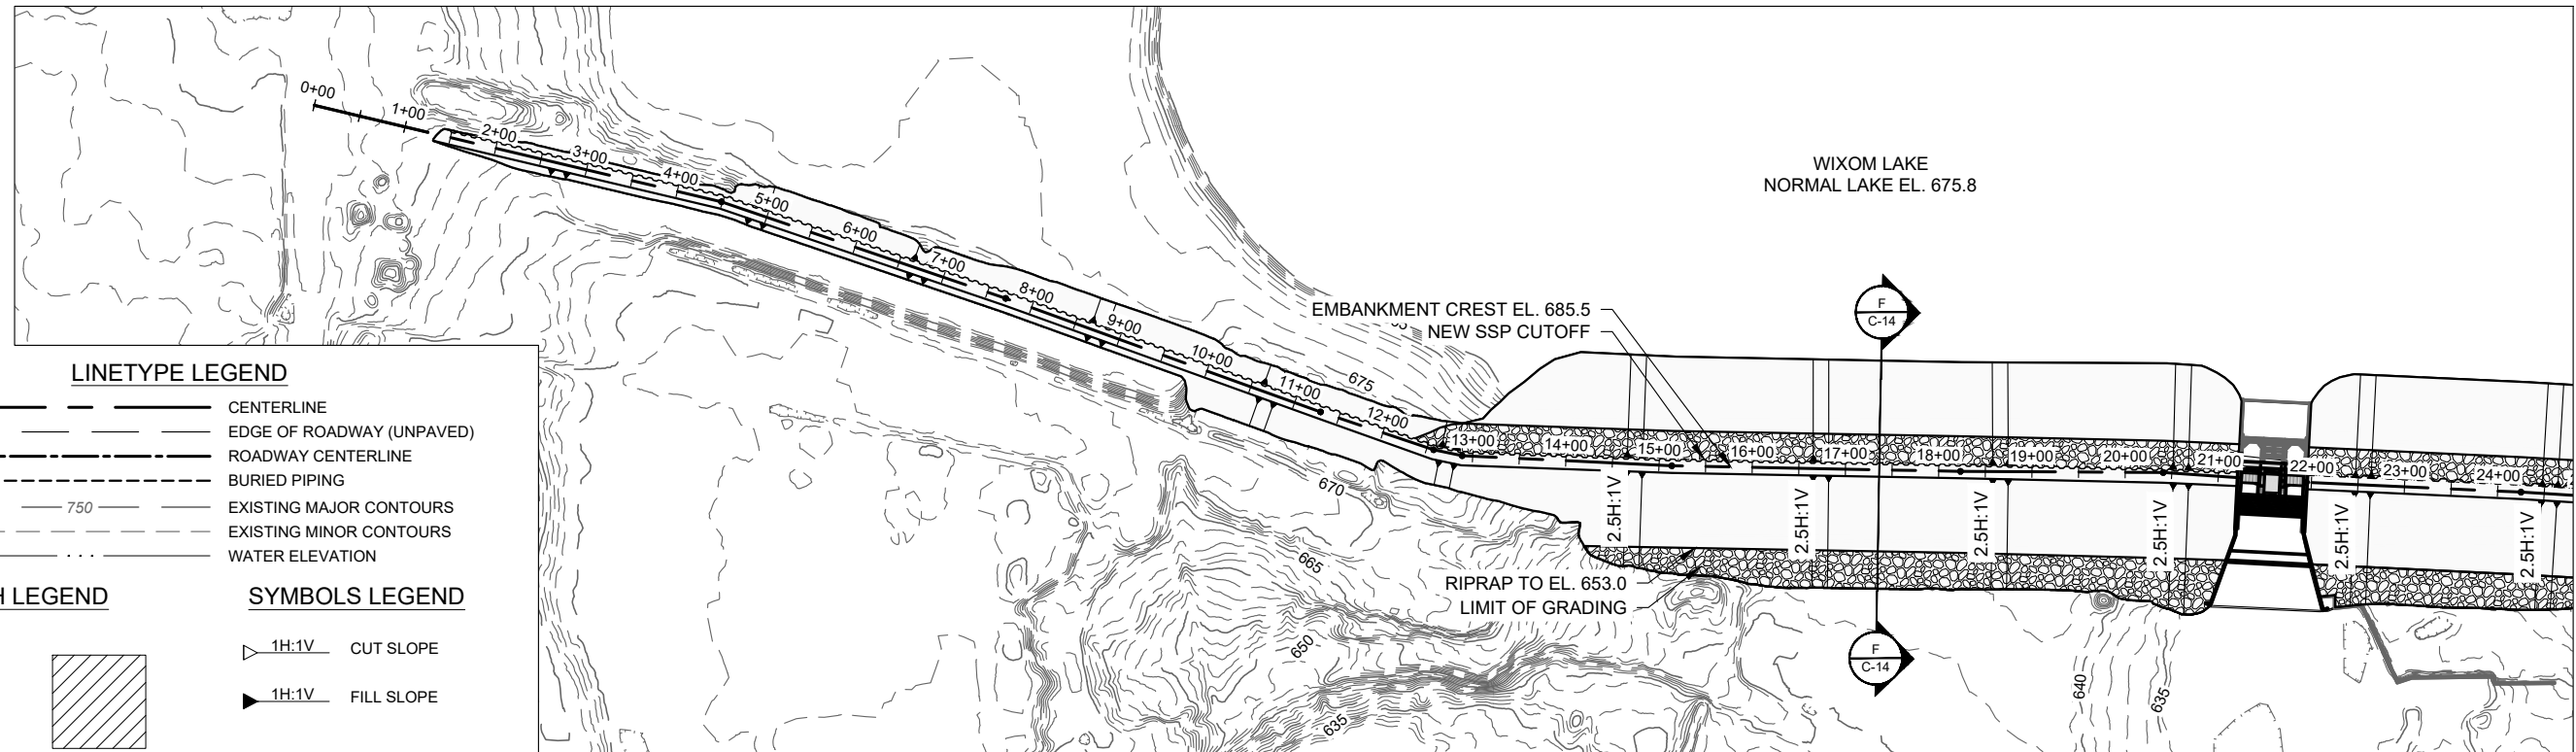 0+00
1+00
2+00
3+00
4+00
5+00
6+00
7+00
8+00
9+00
10+00
11+00
12+00
13+00
14+00
15+00
16+00
17+00
18+00
19+00
20+00
21+00
22+00
23+00
24+00
WIXOM LAKE
NORMAL LAKE EL. 675.8
EMBANKMENT CREST EL. 685.5
NEW SSP CUTOFF
F
C-14
675
670
665
650
635
640
635
2.5H:1V
2.5H:1V
2.5H:1V
2.5H:1V
2.5H:1V
2.5H:1V
RIPRAP TO EL. 653.0
LIMIT OF GRADING
F
C-14
LINETYPE LEGEND
CENTERLINE
EDGE OF ROADWAY (UNPAVED)
ROADWAY CENTERLINE
BURIED PIPING
750 EXISTING MAJOR CONTOURS
EXISTING MINOR CONTOURS
WATER ELEVATION
H LEGEND
SYMBOLS LEGEND
1H:1V CUT SLOPE
1H:1V FILL SLOPE